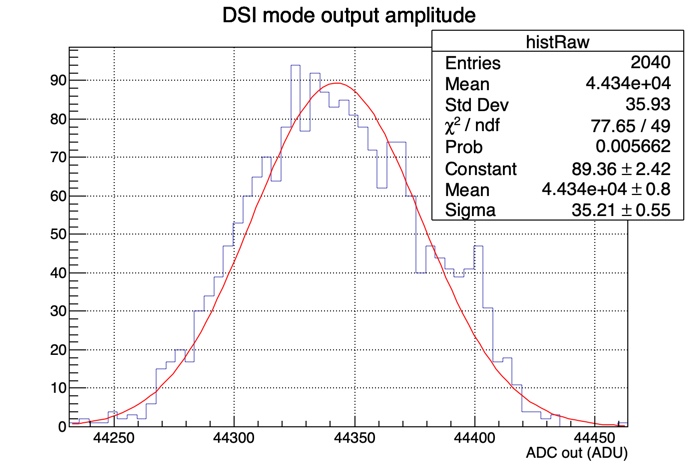 DSI mode output amplitude
histRaw
Entries 2040
Mean 4.434e+04
Std Dev 35.93
χ² / ndf 77.65 / 49
Prob 0.005662
Constant 89.36 ± 2.42
Mean 4.434e+04 ± 0.8
Sigma 35.21 ± 0.55
90
80
70
60
50
40
30
20
10
0
44250 44300 44350 44400 44450
ADC out (ADU)